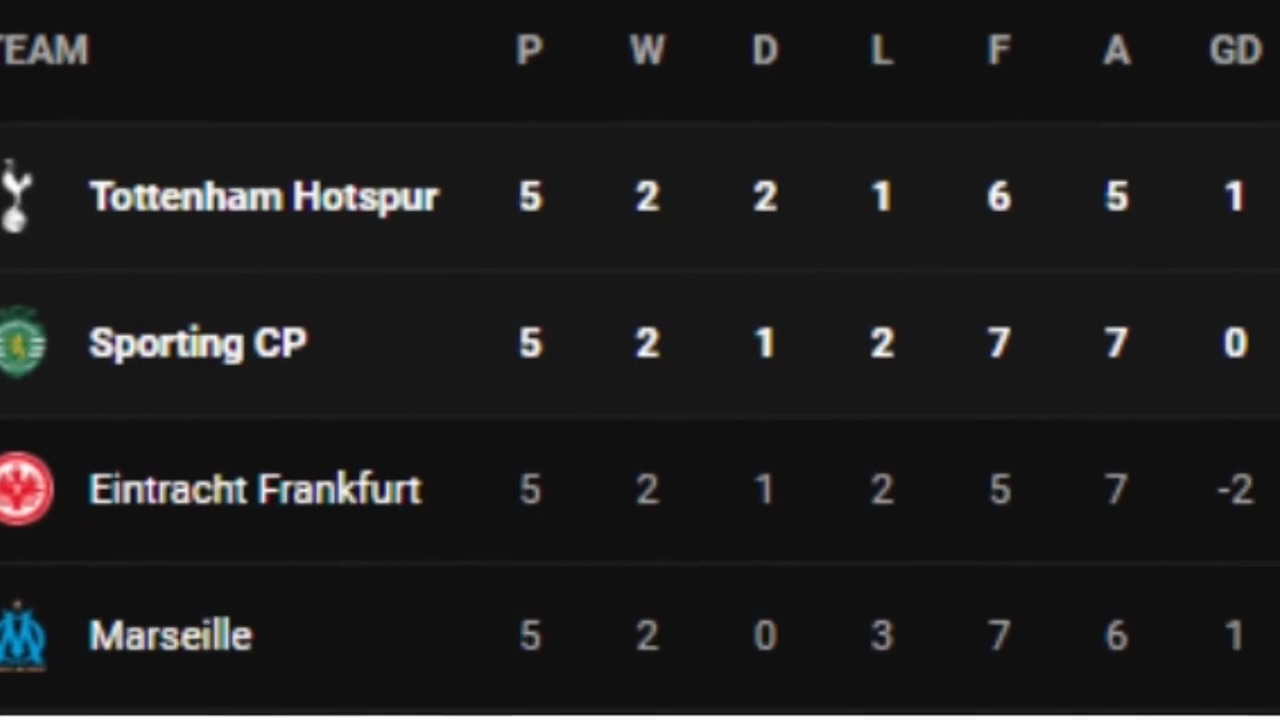 TEAM P W D L F A GD
Tottenham Hotspur 5 2 2 1 6 5 1
Sporting CP 5 2 1 2 7 7 0
Eintracht Frankfurt 5 2 1 2 5 7 -2
Marseille 5 2 0 3 7 6 1